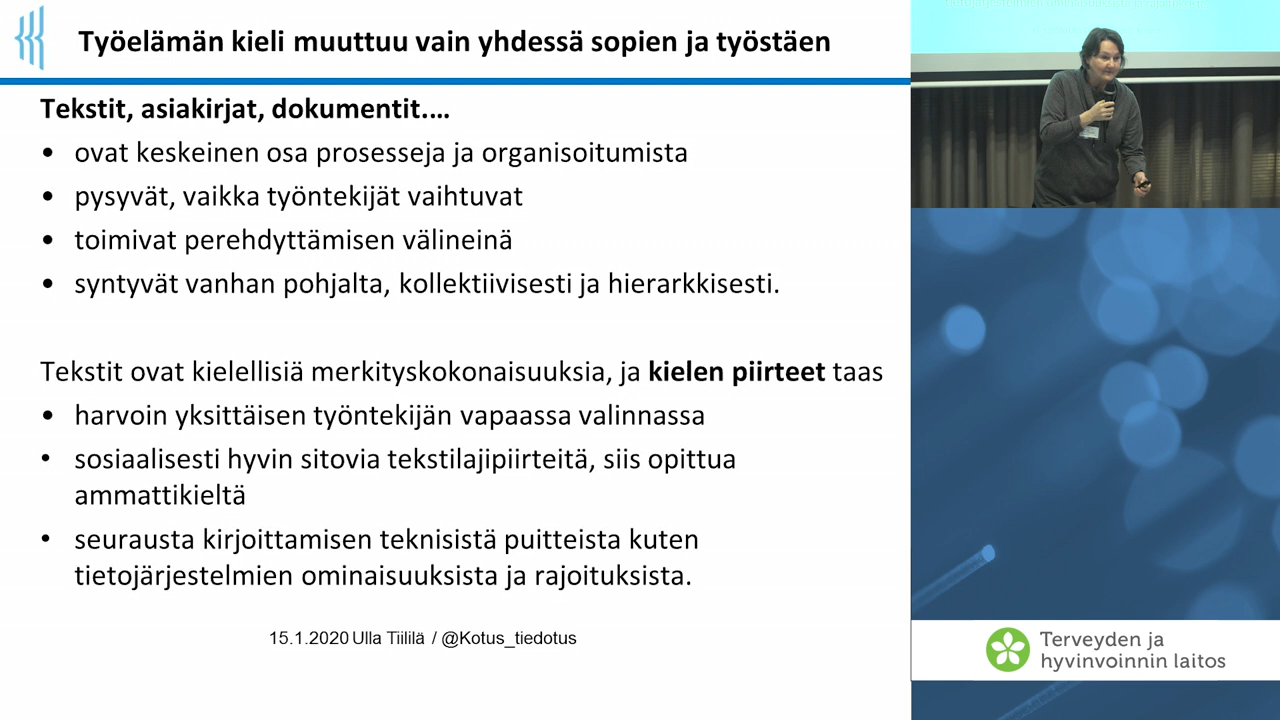 Työelämän kieli muuttuu vain yhdessä sopien ja työstäen
Tekstit, asiakirjat, dokumentit.…
• ovat keskeinen osa prosesseja ja organisoitumista
• pysyvät, vaikka työntekijät vaihtuvat
• toimivat perehdyttämisen välineinä
• syntyvät vanhan pohjalta, kollektiivisesti ja hierarkkisesti.
Tekstit ovat kielellisiä merkityskokonaisuuksia, ja kielen piirteet taas
• harvoin yksittäisen työntekijän vapaassa valinnassa
• sosiaalisesti hyvin sitovia tekstilajipiirteitä, siis opittua
ammattikieltä
• seurausta kirjoittamisen teknisistä puitteista kuten
tietojärjestelmien ominaisuuksista ja rajoituksista.
15.1.2020 Ulla Tiililä / @Kotus_tiedotus
Terveyden ja
hyvinvoinnin laitos